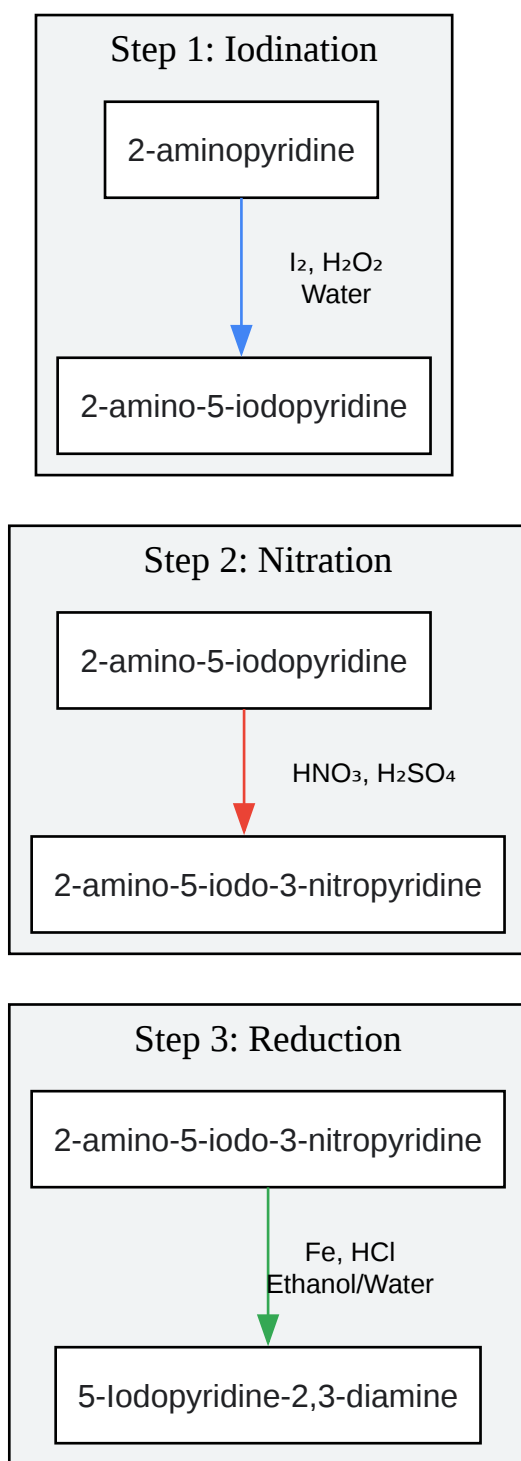 Step 1: Iodination
2-aminopyridine
I₂, H₂O₂
Water
2-amino-5-iodopyridine
Step 2: Nitration
2-amino-5-iodopyridine
HNO₃, H₂SO₄
2-amino-5-iodo-3-nitropyridine
Step 3: Reduction
2-amino-5-iodo-3-nitropyridine
Fe, HCl
Ethanol/Water
5-Iodopyridine-2,3-diamine